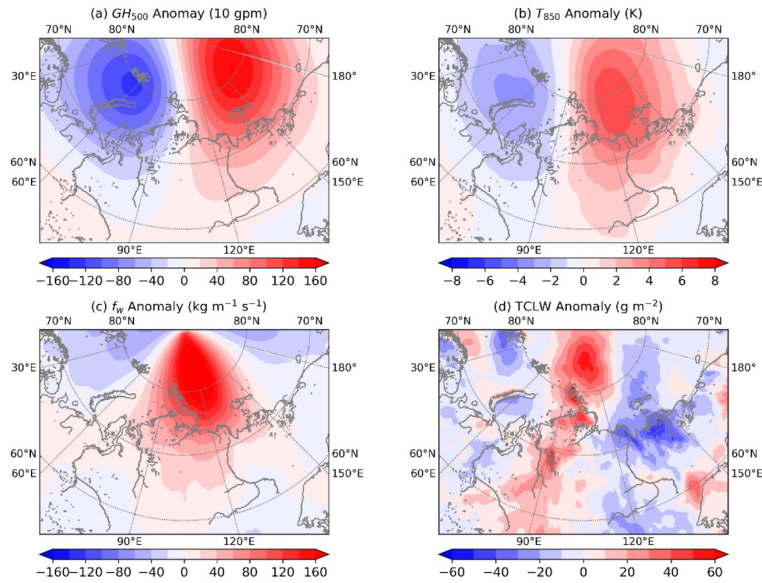 (a) GH500 Anomay (10 gpm)
(b) T850 Anomaly (K)
70°N 80°N 80°N 70°N
70°N 80°N 80°N 70°N
30°E 180°
30°E 180°
60°N 60°N
60°N 60°N
60°E 150°E
60°E 150°E
90°E 120°E
90°E 120°E
−160 −120 −80 −40 0 40 80 120 160
−8 −6 −4 −2 0 2 4 6 8
(c) fw Anomaly (kg m−1 s−1)
(d) TCLW Anomaly (g m−2)
70°N 80°N 80°N 70°N
70°N 80°N 80°N 70°N
30°E 180°
30°E 180°
60°N 60°N
60°N 60°N
60°E 150°E
60°E 150°E
90°E 120°E
90°E 120°E
−160 −120 −80 −40 0 40 80 120 160
−60 −40 −20 0 20 40 60